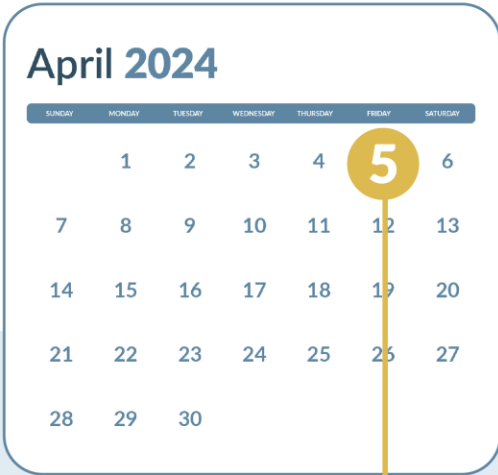 April 2024
SUNDAY MONDAY TUESDAY WEDNESDAY THURSDAY FRIDAY SATURDAY
1 2 3 4 5 6
7 8 9 10 11 12 13
14 15 16 17 18 19 20
21 22 23 24 25 26 27
28 29 30